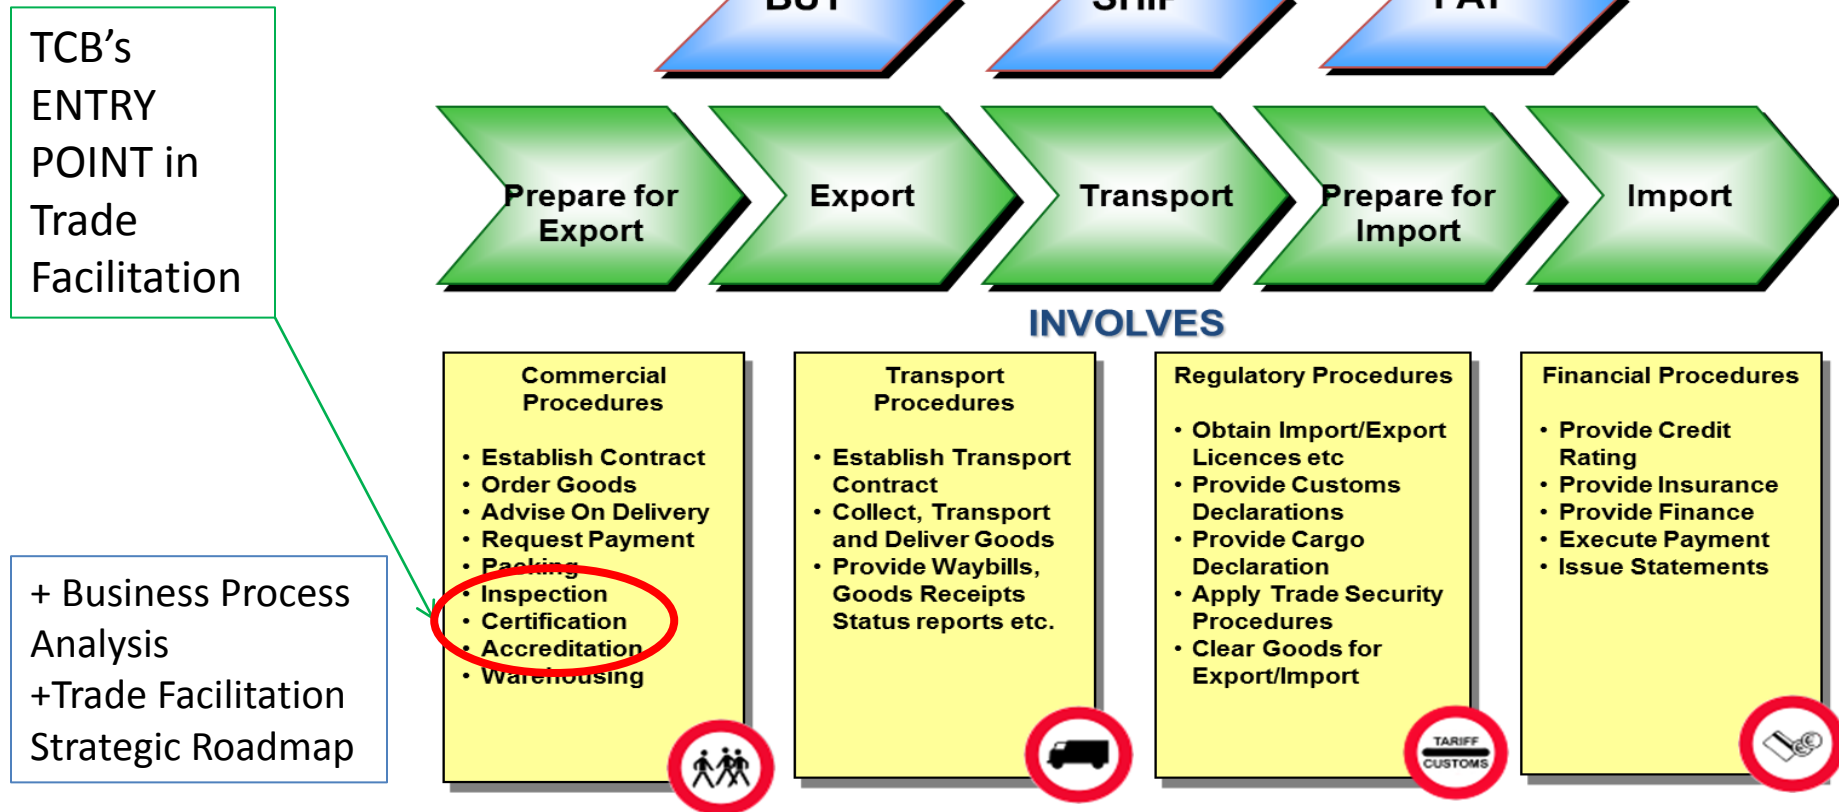 BUY
SHIP
PAY
TCB’s
ENTRY
POINT in
Trade
Facilitation
Prepare for
Export
Export
Transport
Prepare for
Import
Import
INVOLVES
Commercial
Procedures
• Establish Contract
• Order Goods
• Advise On Delivery
• Request Payment
• Packing
• Inspection
• Certification
• Accreditation
• Warehousing
Transport
Procedures
• Establish Transport
Contract
• Collect, Transport
and Deliver Goods
• Provide Waybills,
Goods Receipts
Status reports etc.
Regulatory Procedures
• Obtain Import/Export
Licences etc
• Provide Customs
Declarations
• Provide Cargo
Declaration
• Apply Trade Security
Procedures
• Clear Goods for
Export/Import
TARIFF
CUSTOMS
Financial Procedures
• Provide Credit
Rating
• Provide Insurance
• Provide Finance
• Execute Payment
• Issue Statements
+ Business Process
Analysis
+Trade Facilitation
Strategic Roadmap